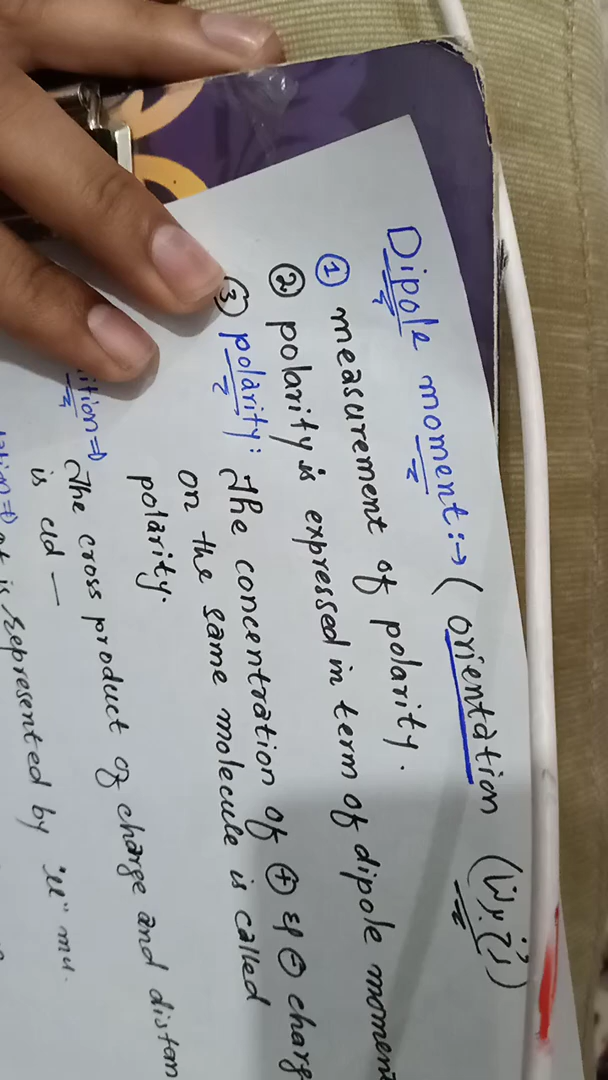 Dipole moment :→ ( orientation
① measurement of polarity.
② polarity is expressed in term of dipole moment
③ polarity: The concentration of ⊕ & ⊖ charg
on the same molecule is called
polarity.
ition ⇒ The cross product of charge and distan
is cld —
at is represented by "u" mu.